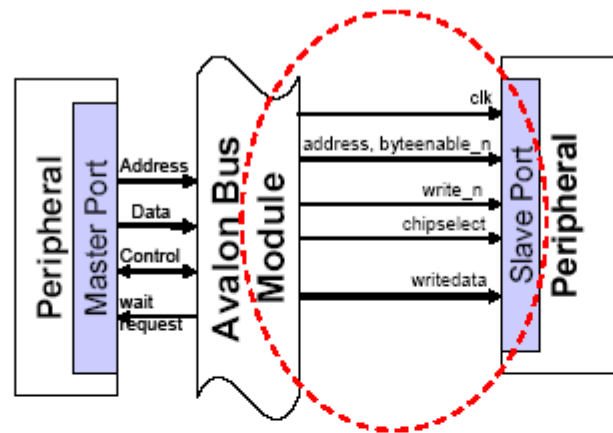 Peripheral
Master Port
Address
Data
Control
wait
request
Avalon Bus
Module
clk
address, byteenable_n
write_n
chipselect
writedata
Slave Port
Peripheral